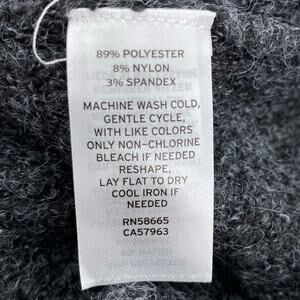 89% POLYESTER
8% NYLON
3% SPANDEX
MACHINE WASH COLD,
GENTLE CYCLE,
WITH LIKE COLORS
ONLY NON-CHLORINE
BLEACH IF NEEDED
RESHAPE,
LAY FLAT TO DRY
COOL IRON IF
NEEDED
RN58665
CA57963